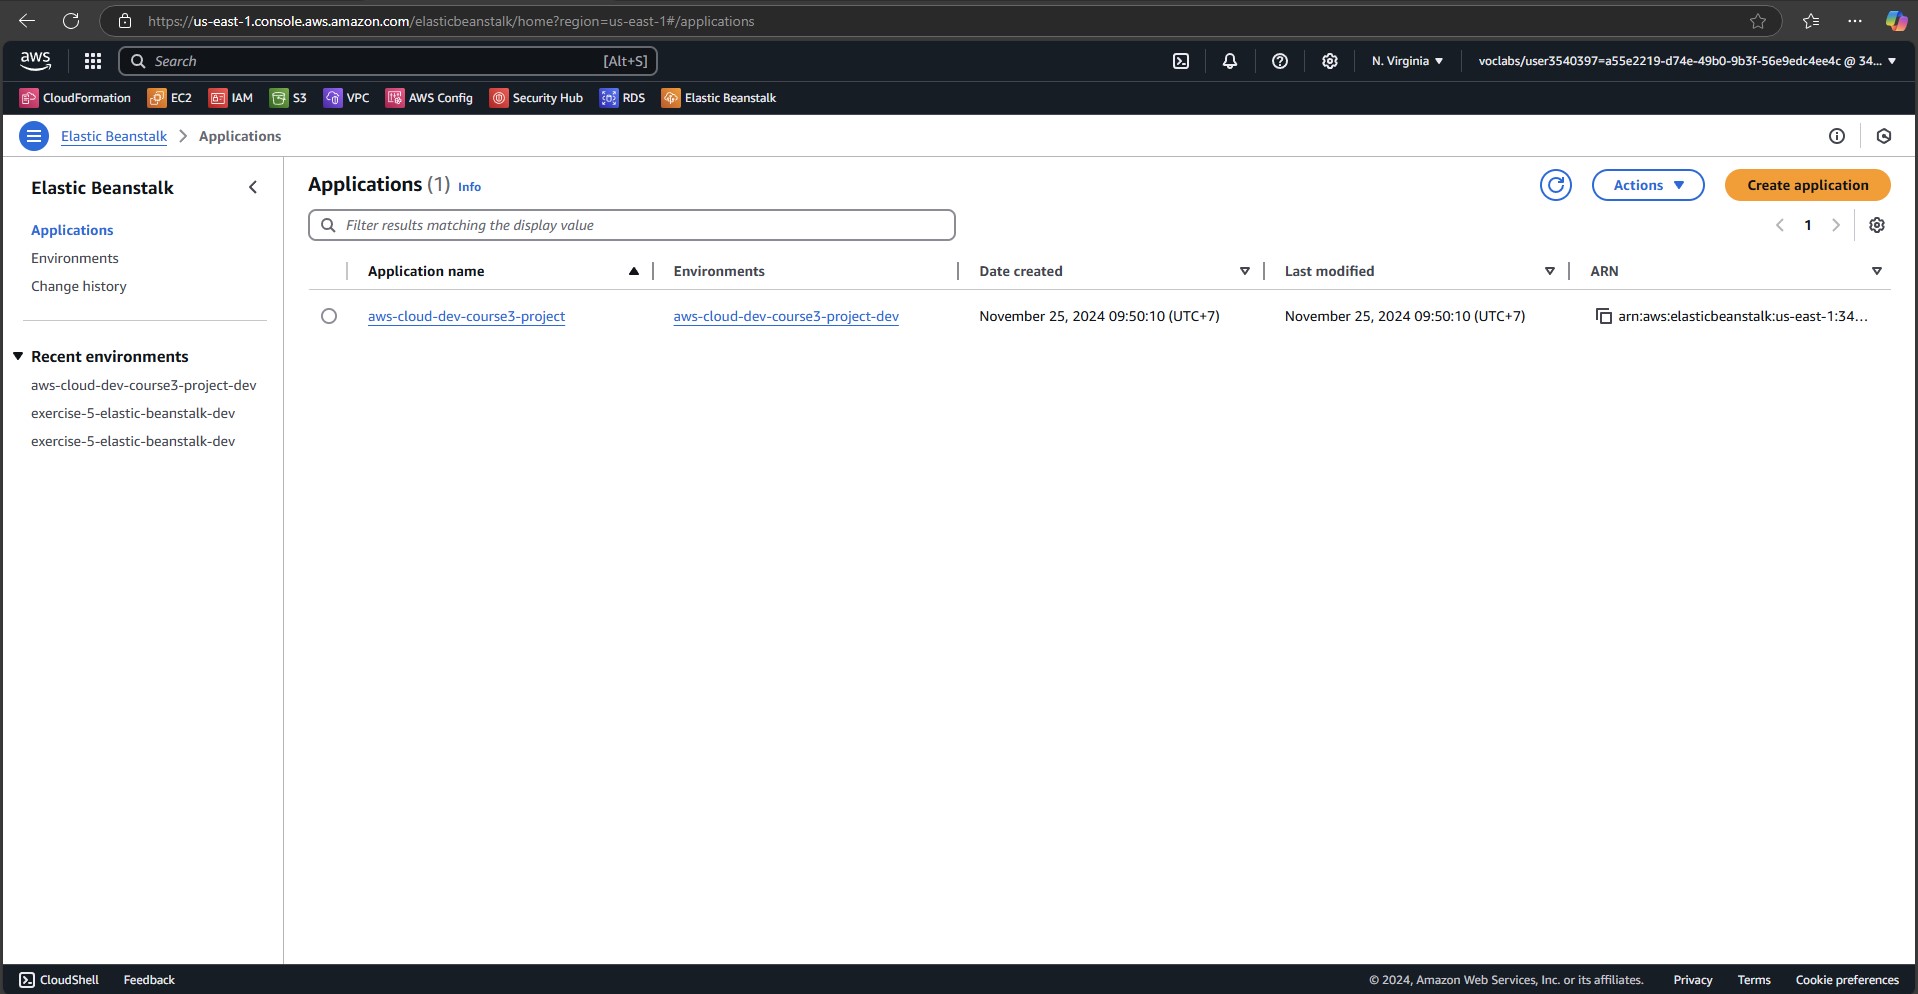 https://us-east-1.console.aws.amazon.com/elasticbeanstalk/home?region=us-east-1#/applications
aws
Search [Alt+S]
N. Virginia ▼
voclabs/user3540397=a55e2219-d74e-49b0-9b3f-56e9edc4ee4c @ 34... ▼
CloudFormation EC2 IAM S3 VPC AWS Config Security Hub RDS Elastic Beanstalk
Elastic Beanstalk > Applications
Elastic Beanstalk
Applications
Environments
Change history
Recent environments
aws-cloud-dev-course3-project-dev
exercise-5-elastic-beanstalk-dev
exercise-5-elastic-beanstalk-dev
Applications (1) Info
Actions ▼
Create application
Filter results matching the display value
1
Application name Environments Date created Last modified ARN
aws-cloud-dev-course3-project aws-cloud-dev-course3-project-dev November 25, 2024 09:50:10 (UTC+7) November 25, 2024 09:50:10 (UTC+7) arn:aws:elasticbeanstalk:us-east-1:34...
CloudShell Feedback
© 2024, Amazon Web Services, Inc. or its affiliates. Privacy Terms Cookie preferences